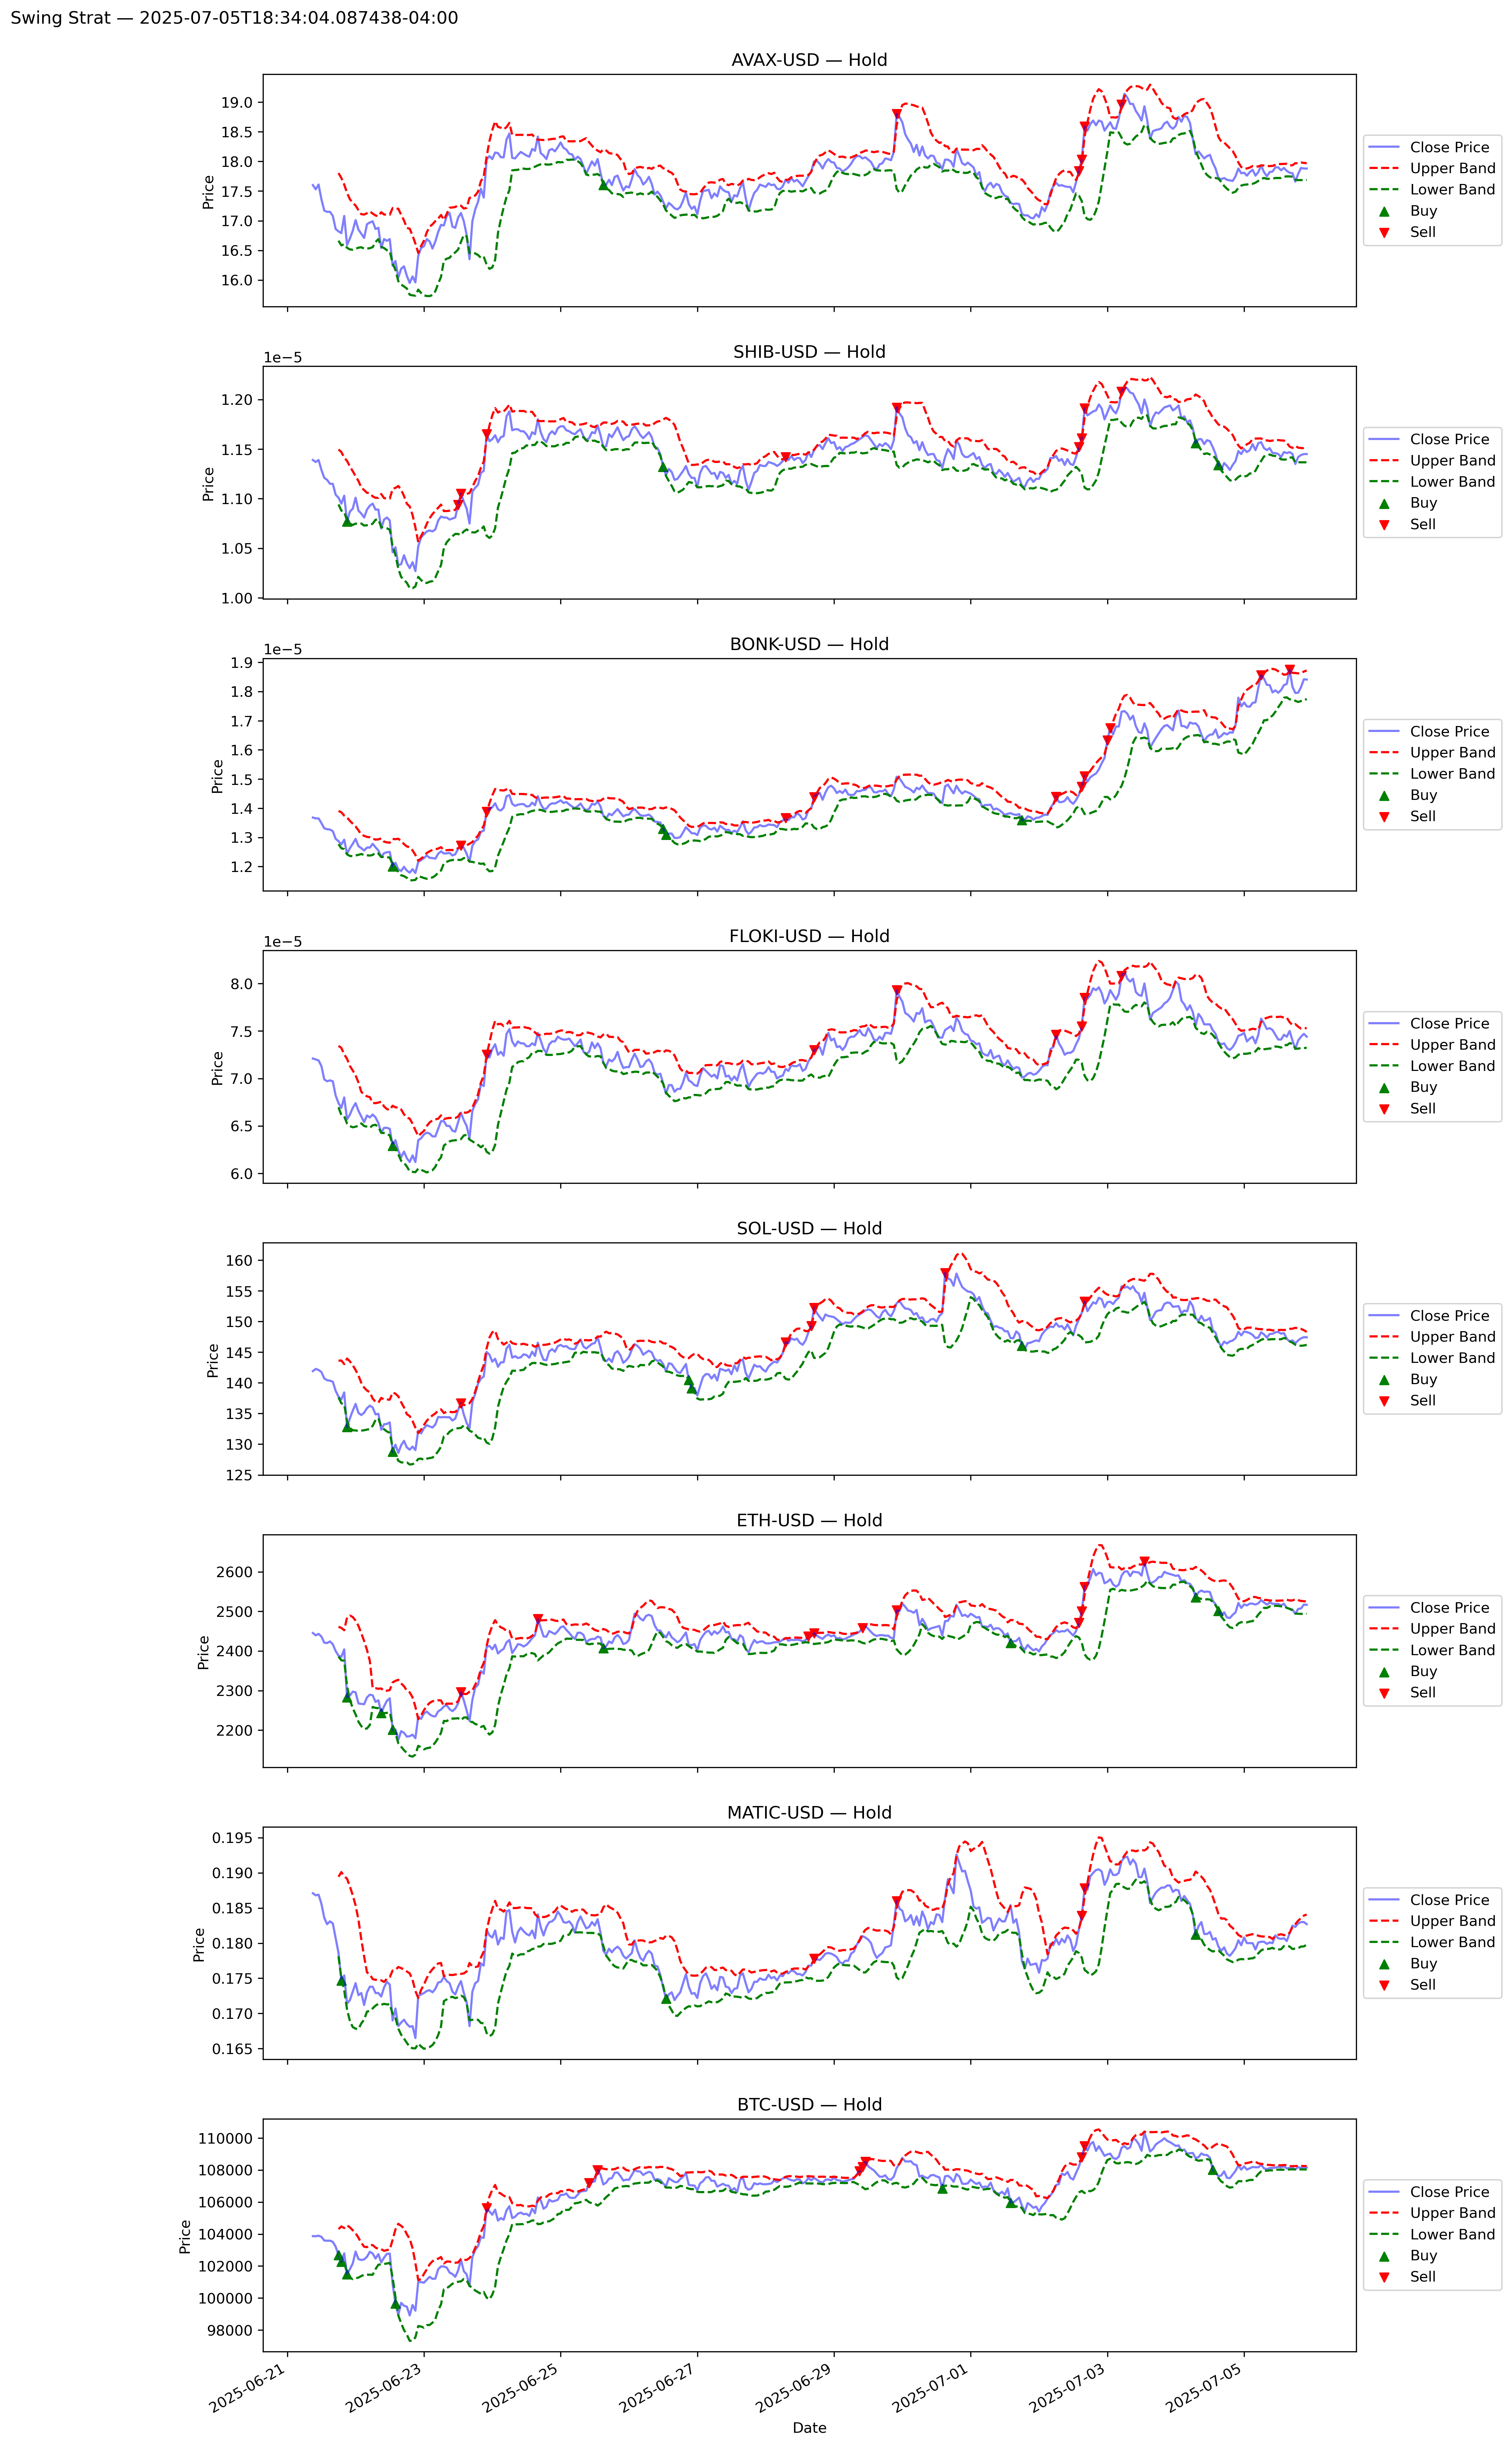 Swing Strat — 2025-07-05T18:34:04.087438-04:00
AVAX-USD — Hold
19.0
18.5
18.0
17.5
17.0
16.5
16.0
Price
Close Price
Upper Band
Lower Band
Buy
Sell
SHIB-USD — Hold
1e−5
1.20
1.15
1.10
1.05
1.00
Price
Close Price
Upper Band
Lower Band
Buy
Sell
BONK-USD — Hold
1e−5
1.9
1.8
1.7
1.6
1.5
1.4
1.3
1.2
Price
Close Price
Upper Band
Lower Band
Buy
Sell
FLOKI-USD — Hold
1e−5
8.0
7.5
7.0
6.5
6.0
Price
Close Price
Upper Band
Lower Band
Buy
Sell
SOL-USD — Hold
160
155
150
145
140
135
130
125
Price
Close Price
Upper Band
Lower Band
Buy
Sell
ETH-USD — Hold
2600
2500
2400
2300
2200
Price
Close Price
Upper Band
Lower Band
Buy
Sell
MATIC-USD — Hold
0.195
0.190
0.185
0.180
0.175
0.170
0.165
Price
Close Price
Upper Band
Lower Band
Buy
Sell
BTC-USD — Hold
110000
108000
106000
104000
102000
100000
98000
Price
Close Price
Upper Band
Lower Band
Buy
Sell
2025-06-21
2025-06-23
2025-06-25
2025-06-27
2025-06-29
2025-07-01
2025-07-03
2025-07-05
Date